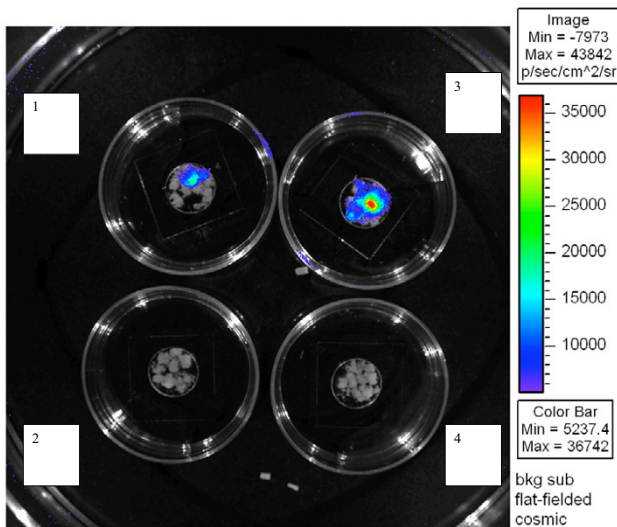 1
3
2
4
Image
Min = -7973
Max = 43842
p/sec/cm^2/sr
35000
30000
25000
20000
15000
10000
Color Bar
Min = 5237.4
Max = 36742
bkg sub
flat-fielded
cosmic